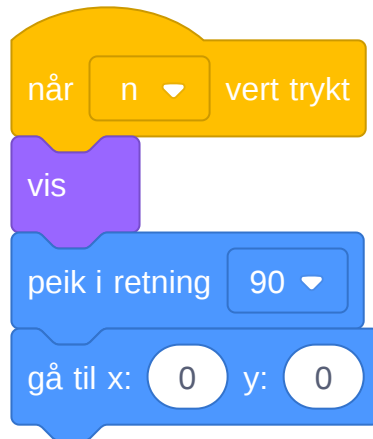 når n vert trykt
vis
peik i retning 90
gå til x: 0 y: 0